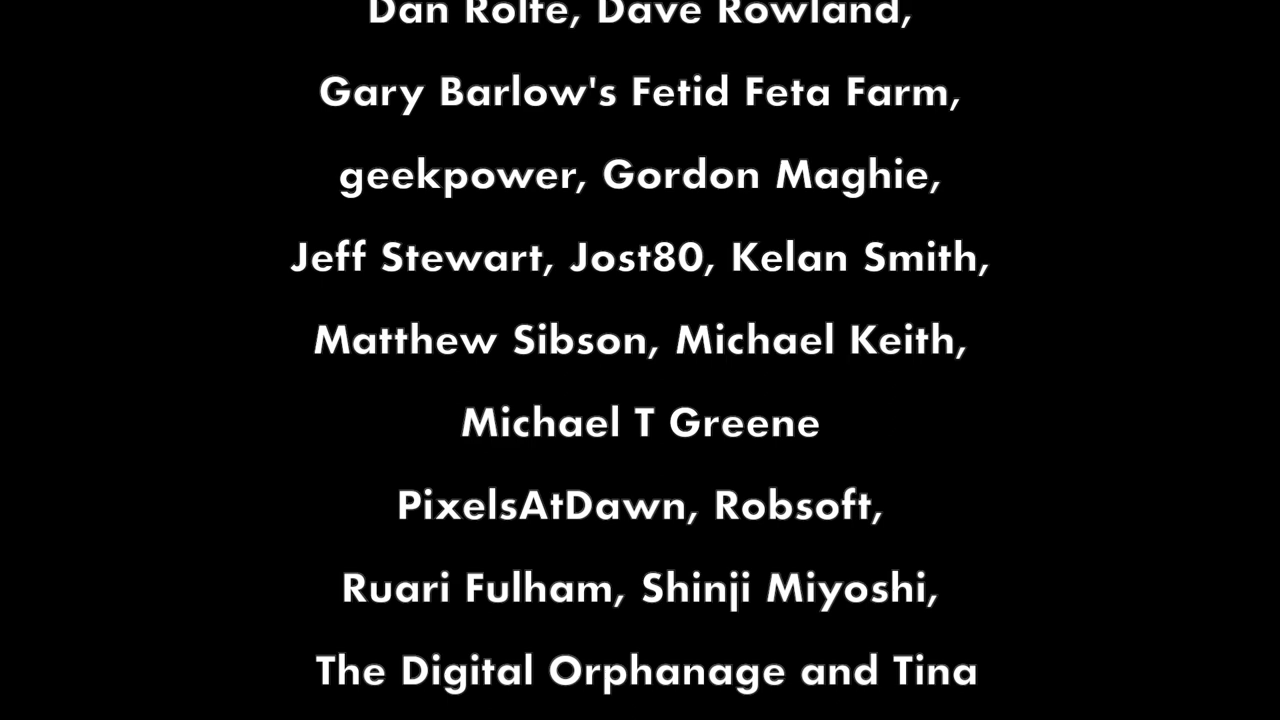 Dan Rolfe, Dave Rowland,
Gary Barlow's Fetid Feta Farm,
geekpower, Gordon Maghie,
Jeff Stewart, Jost80, Kelan Smith,
Matthew Sibson, Michael Keith,
Michael T Greene
PixelsAtDawn, Robsoft,
Ruari Fulham, Shinji Miyoshi,
The Digital Orphanage and Tina